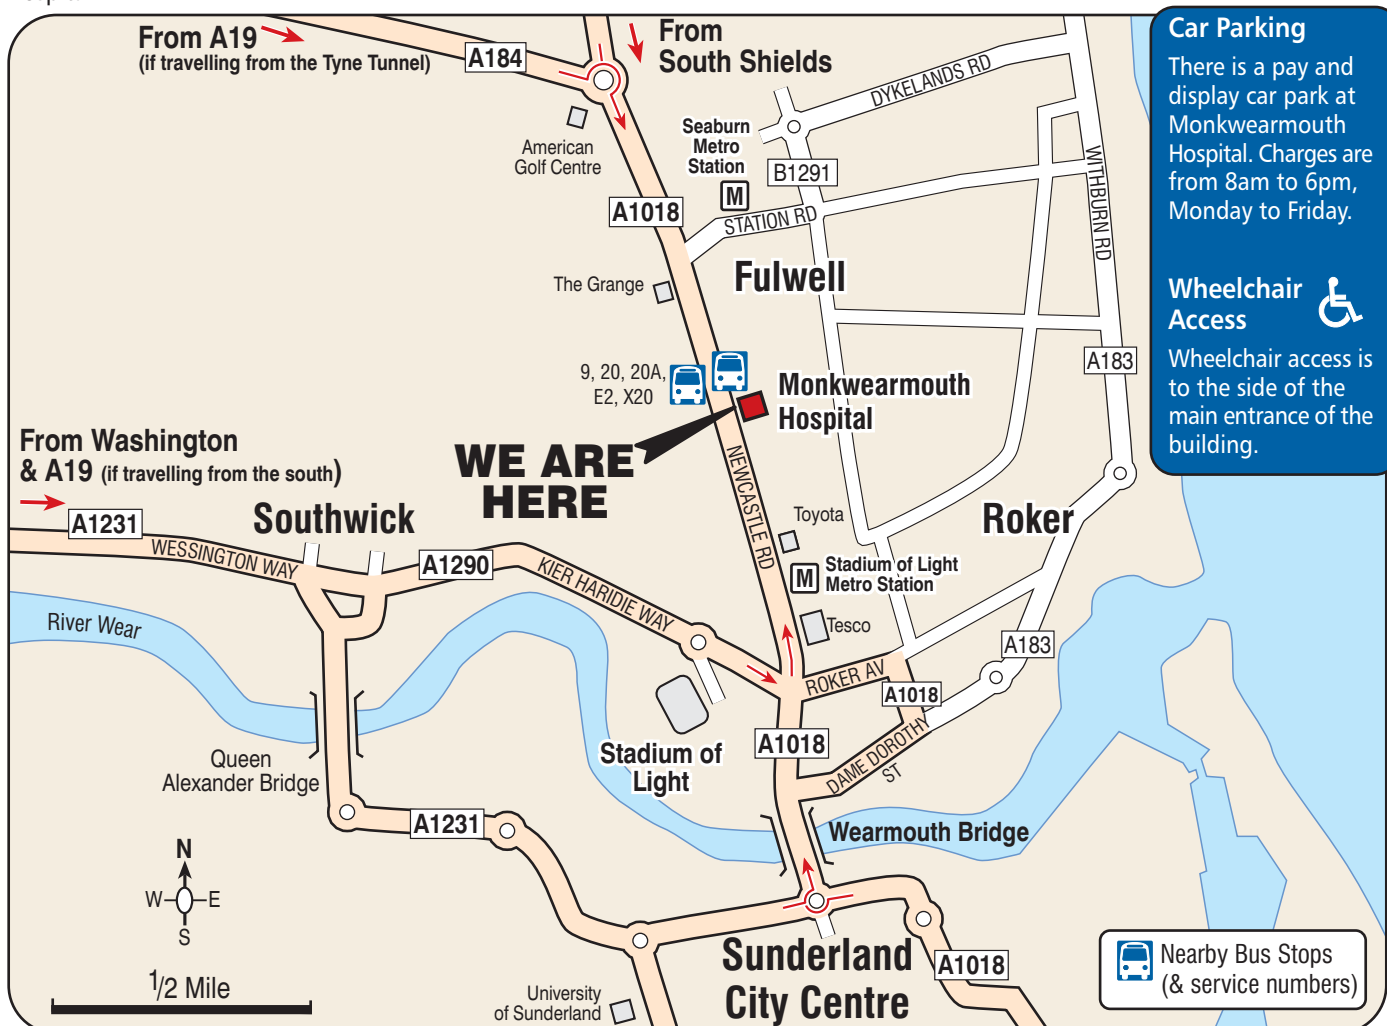 From A19
(if travelling from the Tyne Tunnel)
A184
From
South Shields
American
Golf Centre
Seaburn
Metro
Station
M
DYKELANDS RD
B1291
A1018
STATION RD
WITHBURN RD
The Grange
Fulwell
A183
9, 20, 20A,
E2, X20
Monkwearmouth
Hospital
WE ARE
HERE
NEWCASTLE RD
From Washington
& A19 (if travelling from the south)
A1231
Southwick
WESSINGTON WAY
A1290
KIER HARIDIE WAY
Toyota
M
Stadium of Light
Metro Station
Roker
River Wear
Tesco
ROKER AV
A183
A1018
Stadium of
Light
A1018
DAME DOROTHY
ST
Queen
Alexander Bridge
A1231
Wearmouth Bridge
N
W
E
S
1/2 Mile
Sunderland
City Centre
A1018
University
of Sunderland
Car Parking
There is a pay and
display car park at
Monkwearmouth
Hospital. Charges are
from 8am to 6pm,
Monday to Friday.
Wheelchair
Access
Wheelchair access is
to the side of the
main entrance of the
building.
Nearby Bus Stops
(& service numbers)